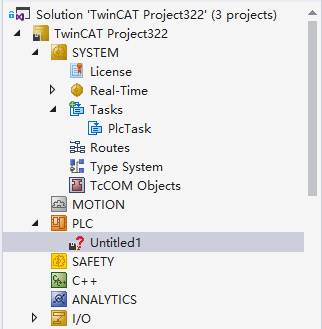 Solution 'TwinCAT Project322' (3 projects)
TwinCAT Project322
SYSTEM
License
Real-Time
Tasks
PlcTask
Routes
Type System
TcCOM Objects
MOTION
PLC
Untitled1
SAFETY
C++
ANALYTICS
I/O